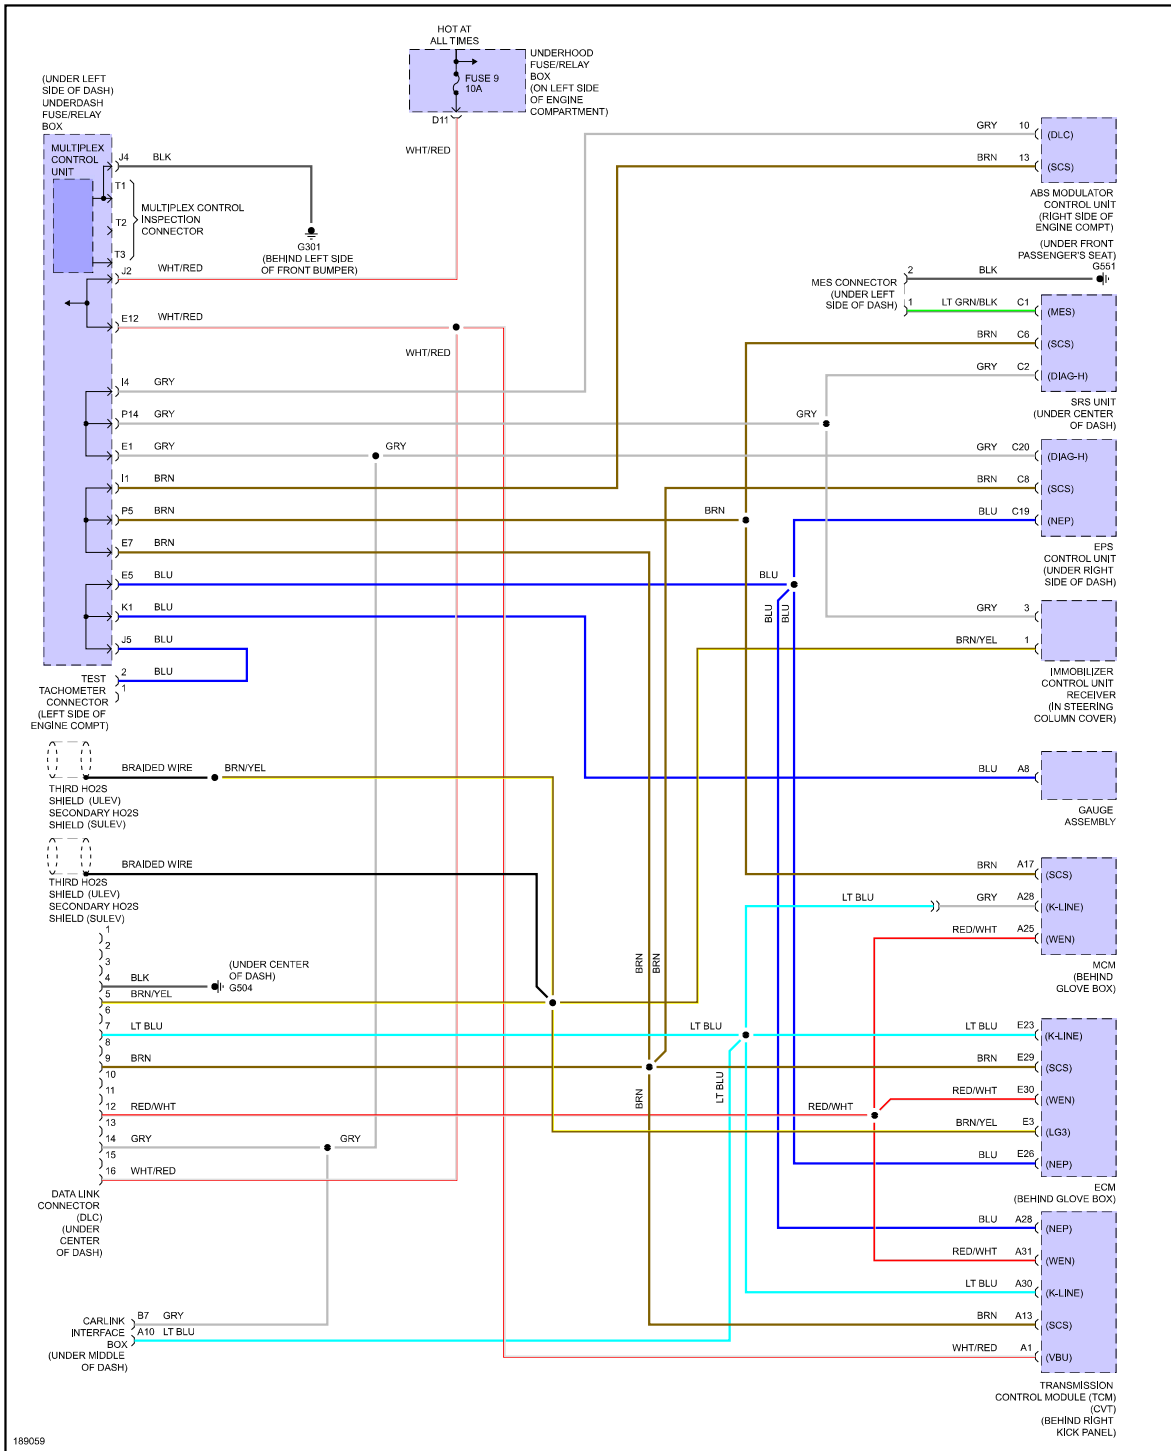 HOT AT
ALL TIMES
FUSE 9
10A
UNDERHOOD
FUSE/RELAY
BOX
(ON LEFT SIDE
OF ENGINE
COMPARTMENT)
D11
WHT/RED
(UNDER LEFT
SIDE OF DASH)
UNDERDASH
FUSE/RELAY
BOX
MULTIPLEX
CONTROL
UNIT
J4 BLK
T1
T2
T3
MULTIPLEX CONTROL
INSPECTION
CONNECTOR
G301
(BEHIND LEFT SIDE
OF FRONT BUMPER)
J2 WHT/RED
E12 WHT/RED
WHT/RED
I4 GRY
P14 GRY
E1 GRY
GRY
I1 BRN
P5 BRN
E7 BRN
E5 BLU
K1 BLU
J5 BLU
2 BLU
1
TEST
TACHOMETER
CONNECTOR
(LEFT SIDE OF
ENGINE COMPT)
BRAIDED WIRE
BRN/YEL
THIRD HO2S
SHIELD (ULEV)
SECONDARY HO2S
SHIELD (SULEV)
BRAIDED WIRE
THIRD HO2S
SHIELD (ULEV)
SECONDARY HO2S
SHIELD (SULEV)
1
2
3
4 BLK
(UNDER CENTER
OF DASH)
G504
5 BRN/YEL
6
7 LT BLU
8
9 BRN
10
11
12 RED/WHT
13
14 GRY
GRY
15
16 WHT/RED
DATA LINK
CONNECTOR
(DLC)
(UNDER
CENTER
OF DASH)
B7 GRY
A10 LT BLU
CARLINK
INTERFACE
BOX
(UNDER MIDDLE
OF DASH)
GRY
BRN
BLU
BLU
BLU
BRN
BRN
BRN
LT BLU
LT BLU
LT BLU
RED/WHT
GRY 10 (DLC)
BRN 13 (SCS)
ABS MODULATOR
CONTROL UNIT
(RIGHT SIDE OF
ENGINE COMPT)
(UNDER FRONT
PASSENGER'S SEAT)
G551
2 BLK
MES CONNECTOR
(UNDER LEFT
SIDE OF DASH)
1 LT GRN/BLK C1 (MES)
BRN C6 (SCS)
GRY C2 (DIAG-H)
SRS UNIT
(UNDER CENTER
OF DASH)
GRY C20 (DIAG-H)
BRN C8 (SCS)
BLU C19 (NEP)
EPS
CONTROL UNIT
(UNDER RIGHT
SIDE OF DASH)
GRY 3
BRN/YEL 1
IMMOBILIZER
CONTROL UNIT
RECEIVER
(IN STEERING
COLUMN COVER)
BLU A8
GAUGE
ASSEMBLY
BRN A17 (SCS)
GRY A28 (K-LINE)
RED/WHT A25 (WEN)
MCM
(BEHIND
GLOVE BOX)
LT BLU E23 (K-LINE)
BRN E29 (SCS)
RED/WHT E30 (WEN)
BRN/YEL E3 (LG3)
BLU E26 (NEP)
ECM
(BEHIND GLOVE BOX)
BLU A28 (NEP)
RED/WHT A31 (WEN)
LT BLU A30 (K-LINE)
BRN A13 (SCS)
WHT/RED A1 (VBU)
TRANSMISSION
CONTROL MODULE (TCM)
(CVT)
(BEHIND RIGHT
KICK PANEL)
189059